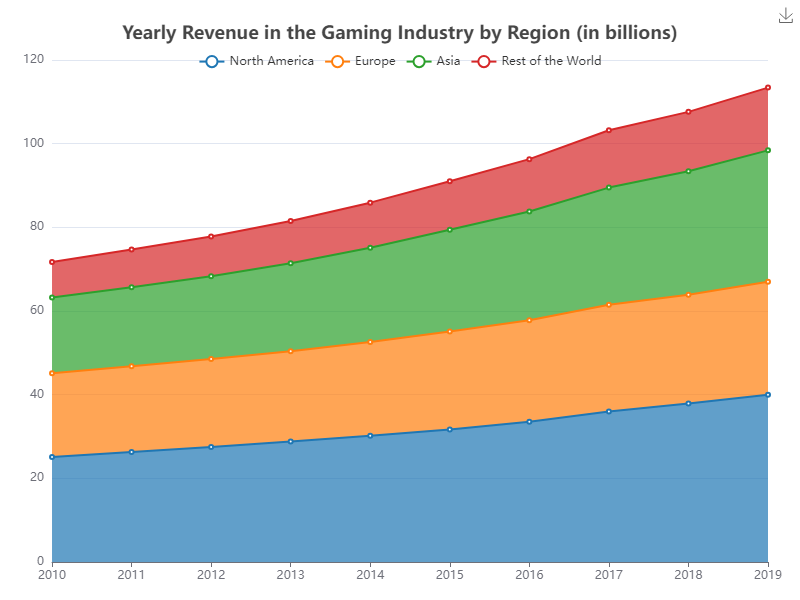 Yearly Revenue in the Gaming Industry by Region (in billions)
North America Europe Asia Rest of the World
120
100
80
60
40
20
0
2010 2011 2012 2013 2014 2015 2016 2017 2018 2019